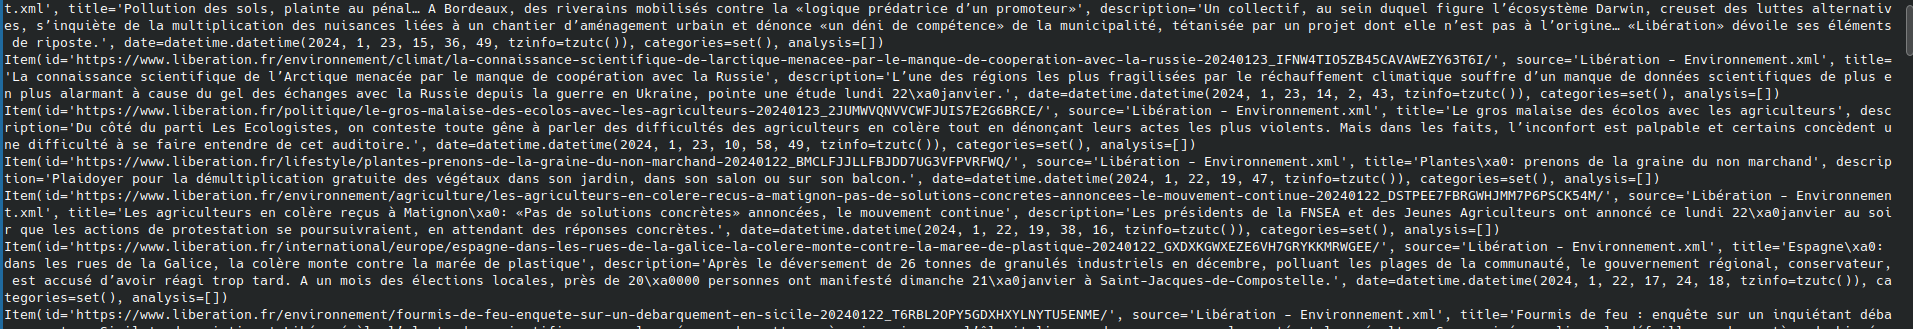 t.xml', title='Pollution des sols, plainte au pénal… A Bordeaux, des riverains mobilisés contre la «logique prédatrice d’un promoteur»', description='Un collectif, au sein duquel figure l’écosystème Darwin, creuset des luttes alternativ
es, s’inquiète de la multiplication des nuisances liées à un chantier d’aménagement urbain et dénonce «un déni de compétence» de la municipalité, tétanisée par un projet dont elle n’est pas à l’origine… «Libération» dévoile ses éléments
 de riposte.', date=datetime.datetime(2024, 1, 23, 15, 36, 49, tzinfo=tzutc()), categories=set(), analysis=[])
Item(id='https://www.liberation.fr/environnement/climat/la-connaissance-scientifique-de-larctique-menacee-par-le-manque-de-cooperation-avec-la-russie-20240123_IFNW4TIO5ZB45CAVAWEZY63T6I/', source='Libération - Environnement.xml', title=
'La connaissance scientifique de l’Arctique menacée par le manque de coopération avec la Russie', description='L’une des régions les plus fragilisées par le réchauffement climatique souffre d’un manque de données scientifiques de plus e
n plus alarmant à cause du gel des échanges avec la Russie depuis la guerre en Ukraine, pointe une étude lundi 22\xa0janvier.', date=datetime.datetime(2024, 1, 23, 14, 2, 43, tzinfo=tzutc()), categories=set(), analysis=[])
Item(id='https://www.liberation.fr/politique/le-gros-malaise-des-ecolos-avec-les-agriculteurs-20240123_2JUMWVQNVVCWFJUIS7E2G6BRCE/', source='Libération - Environnement.xml', title='Le gros malaise des écolos avec les agriculteurs', desc
ription='Du côté du parti Les Ecologistes, on conteste toute gêne à parler des difficultés des agriculteurs en colère tout en dénonçant leurs actes les plus violents. Mais dans les faits, l’inconfort est palpable et certains concèdent u
ne difficulté à se faire entendre de cet auditoire.', date=datetime.datetime(2024, 1, 23, 10, 58, 49, tzinfo=tzutc()), categories=set(), analysis=[])
Item(id='https://www.liberation.fr/lifestyle/plantes-prenons-de-la-graine-du-non-marchand-20240122_BMCLFJJLLFBJDD7UG3VFPVRFWQ/', source='Libération - Environnement.xml', title='Plantes\xa0: prenons de la graine du non marchand', descrip
tion='Plaidoyer pour la démultiplication gratuite des végétaux dans son jardin, dans son salon ou sur son balcon.', date=datetime.datetime(2024, 1, 22, 19, 47, tzinfo=tzutc()), categories=set(), analysis=[])
Item(id='https://www.liberation.fr/environnement/agriculture/les-agriculteurs-en-colere-recus-a-matignon-pas-de-solutions-concretes-annoncees-le-mouvement-continue-20240122_DSTPEE7FBRGWHJMM7P6PSCK54M/', source='Libération - Environnemen
t.xml', title='Les agriculteurs en colère reçus à Matignon\xa0: «Pas de solutions concrètes» annoncées, le mouvement continue', description='Les présidents de la FNSEA et des Jeunes Agriculteurs ont annoncé ce lundi 22\xa0janvier au soi
r que les actions de protestation se poursuivraient, en attendant des réponses concrètes.', date=datetime.datetime(2024, 1, 22, 19, 38, 16, tzinfo=tzutc()), categories=set(), analysis=[])
Item(id='https://www.liberation.fr/international/europe/espagne-dans-les-rues-de-la-galice-la-colere-monte-contre-la-maree-de-plastique-20240122_GXDXKGWXEZE6VH7GRYKKMRWGEE/', source='Libération - Environnement.xml', title='Espagne\xa0:
dans les rues de la Galice, la colère monte contre la marée de plastique', description='Après le déversement de 26 tonnes de granulés industriels en décembre, polluant les plages de la communauté, le gouvernement régional, conservateur,
 est accusé d’avoir réagi trop tard. A un mois des élections locales, près de 20\xa0000 personnes ont manifesté dimanche 21\xa0janvier à Saint-Jacques-de-Compostelle.', date=datetime.datetime(2024, 1, 22, 17, 24, 18, tzinfo=tzutc()), ca
tegories=set(), analysis=[])
Item(id='https://www.liberation.fr/environnement/fourmis-de-feu-enquete-sur-un-debarquement-en-sicile-20240122_T6RBL2OPY5GDXHXYLNYTU5ENME/', source='Libération - Environnement.xml', title='Fourmis de feu : enquête sur un inquiétant déba